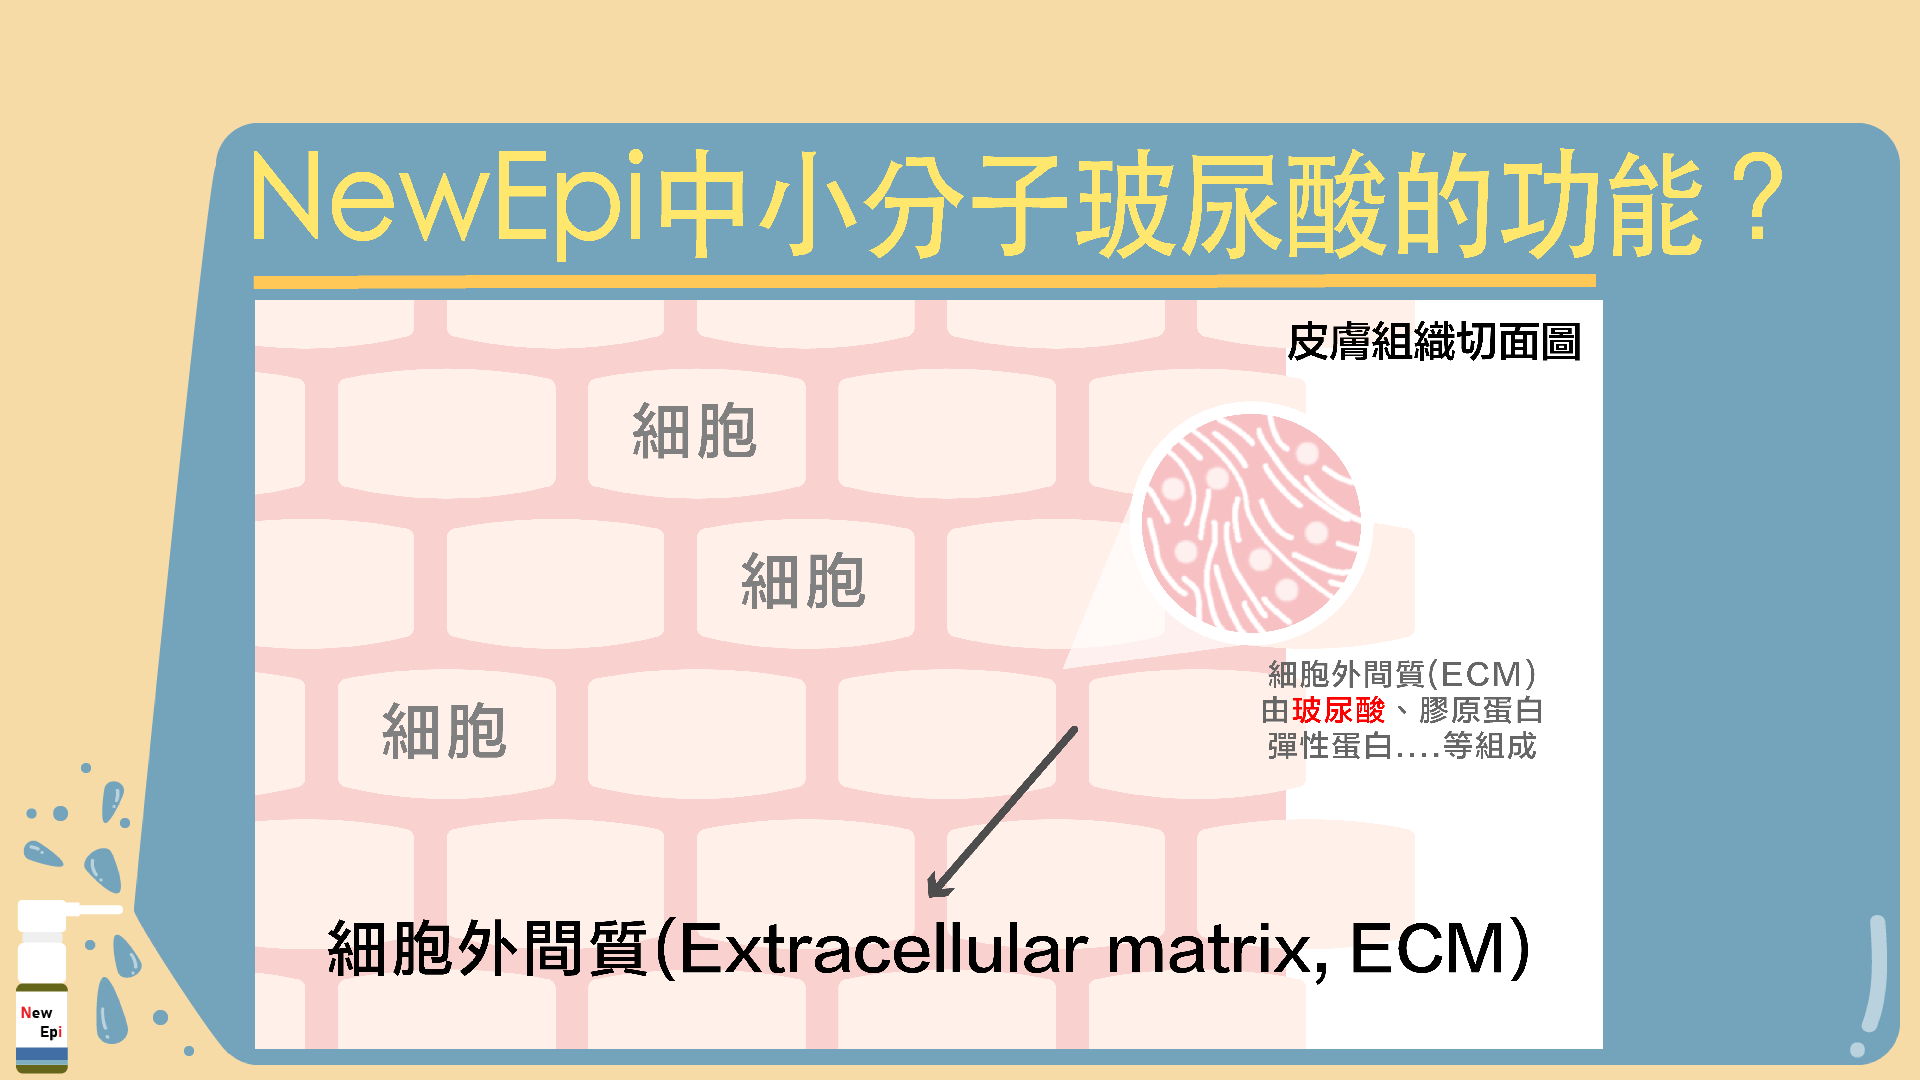 NewEpi中小分子玻尿酸的功能？
皮膚組織切面圖
細胞
細胞
細胞
細胞外間質(ECM)
由玻尿酸、膠原蛋白
彈性蛋白....等組成
細胞外間質(Extracellular matrix, ECM)
New
Epi